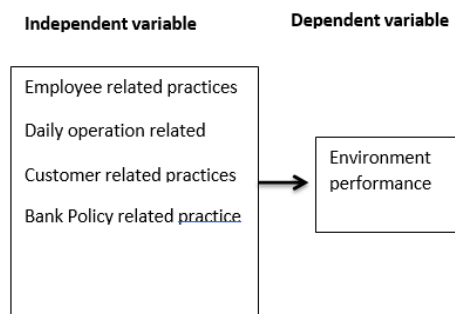 Independent variable
Dependent variable
Employee related practices
Daily operation related
Customer related practices
Bank Policy related practice
Environment
performance